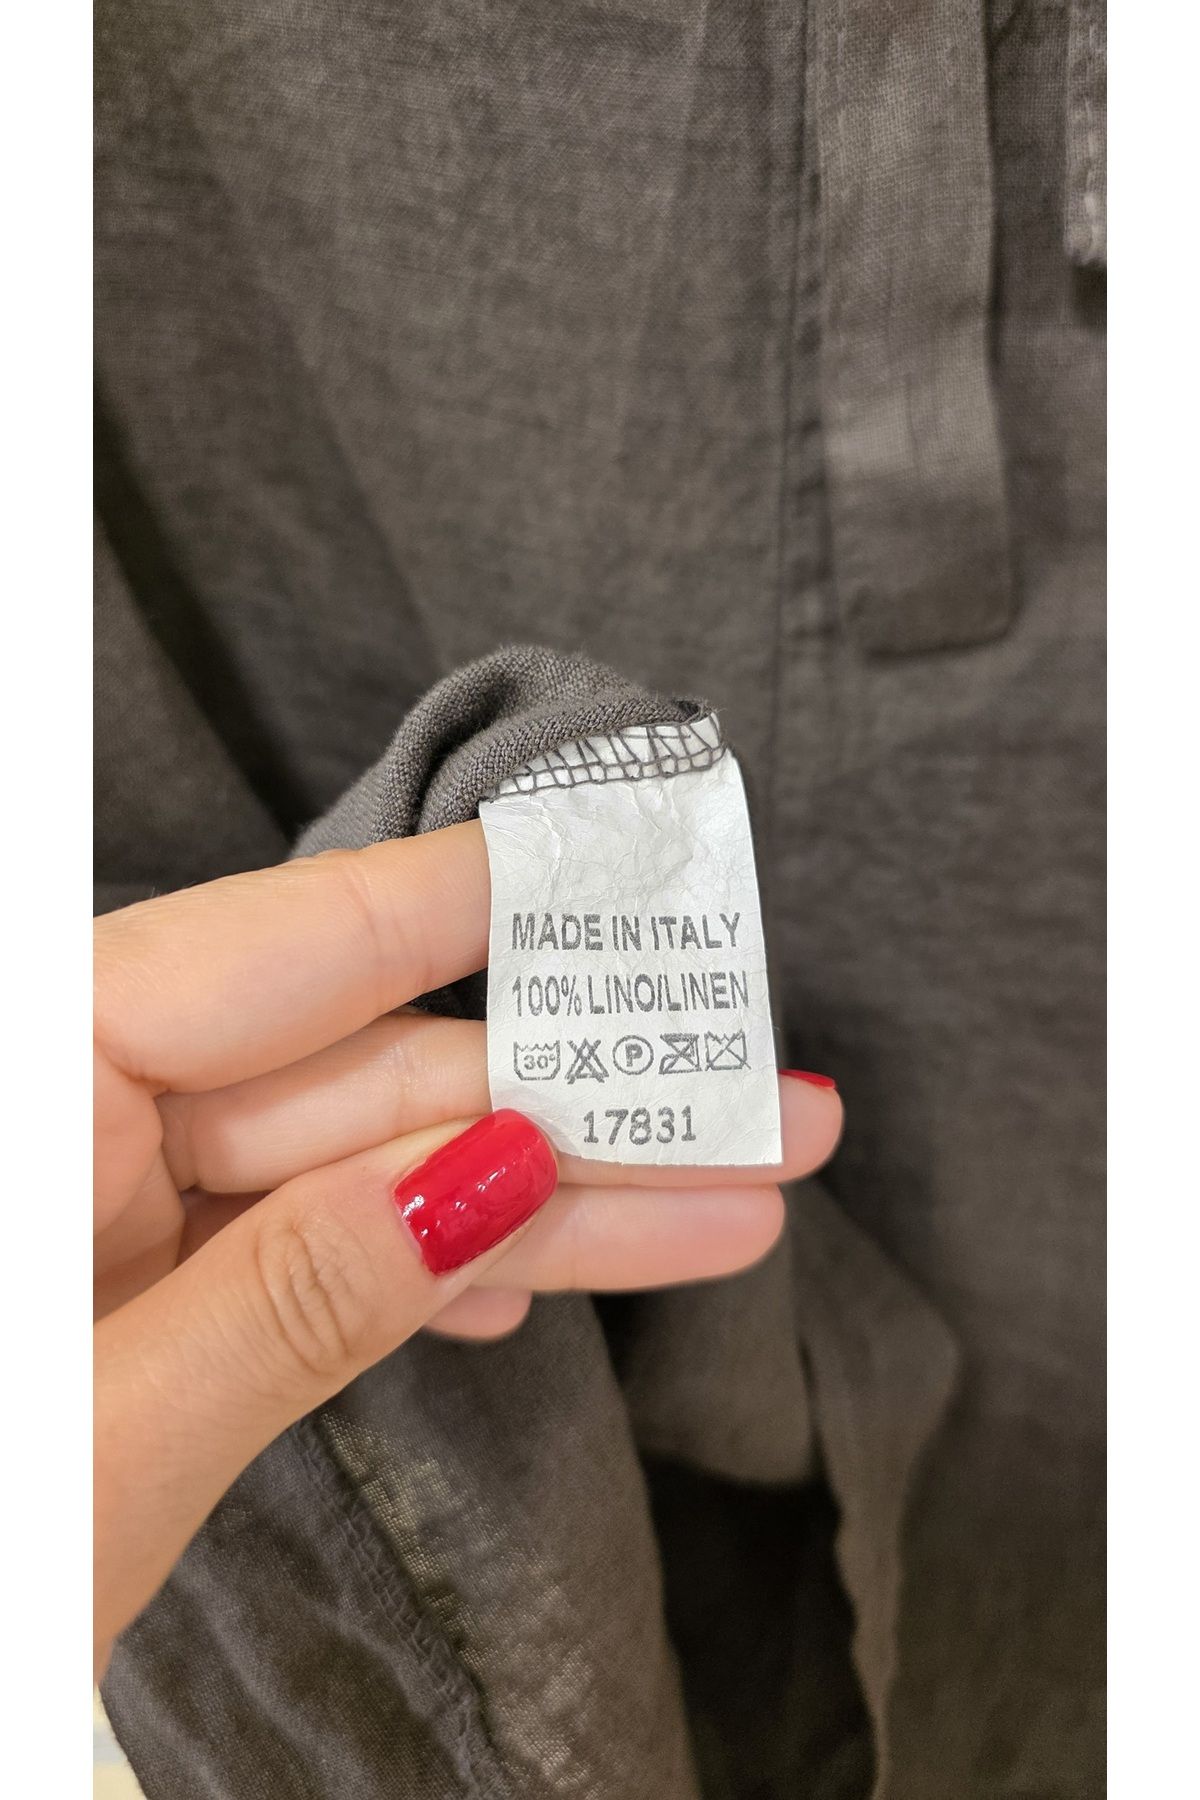 MADE IN ITALY
100% LINO/LINEN
30° P
17831